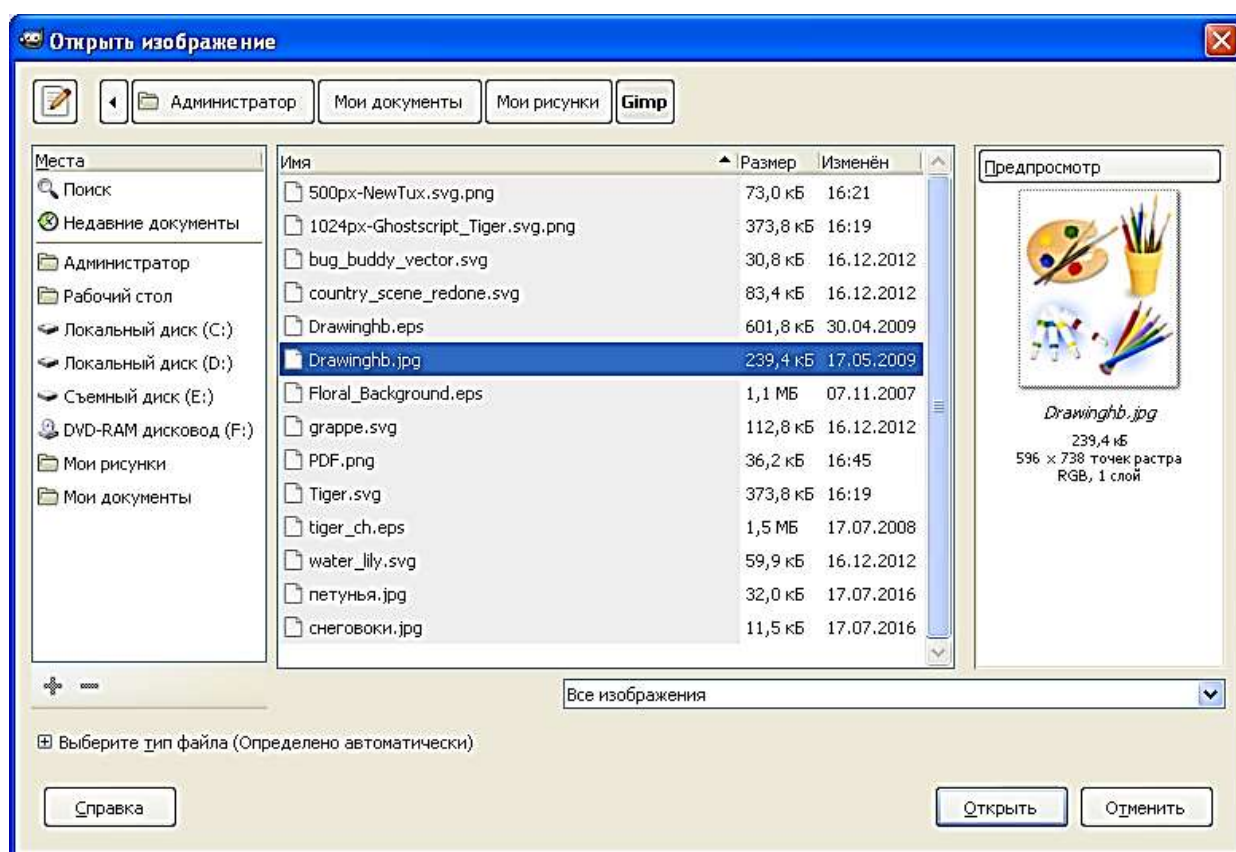 Открыть изображение
Администратор Мои документы Мои рисунки Gimp
Места
Поиск
Недавние документы
Администратор
Рабочий стол
Локальный диск (C:)
Локальный диск (D:)
Съемный диск (E:)
DVD-RAM дисковод (F:)
Мои рисунки
Мои документы
Имя Размер Изменён
500px-NewTux.svg.png 73,0 кБ 16:21
1024px-Ghostscript_Tiger.svg.png 373,8 кБ 16:19
bug_buddy_vector.svg 30,8 кБ 16.12.2012
country_scene_redone.svg 83,4 кБ 16.12.2012
Drawinghb.eps 601,8 кБ 30.04.2009
Drawinghb.jpg 239,4 кБ 17.05.2009
Floral_Background.eps 1,1 МБ 07.11.2007
grappe.svg 112,8 кБ 16.12.2012
PDF.png 36,2 кБ 16:45
Tiger.svg 373,8 кБ 16:19
tiger_ch.eps 1,5 МБ 17.07.2008
water_lily.svg 59,9 кБ 16.12.2012
петунья.jpg 32,0 кБ 17.07.2016
снеговоки.jpg 11,5 кБ 17.07.2016
Предпросмотр
Drawinghb.jpg
239,4 кБ
596 × 738 точек растра
RGB, 1 слой
Все изображения
Выберите тип файла (Определено автоматически)
Справка Открыть Отменить